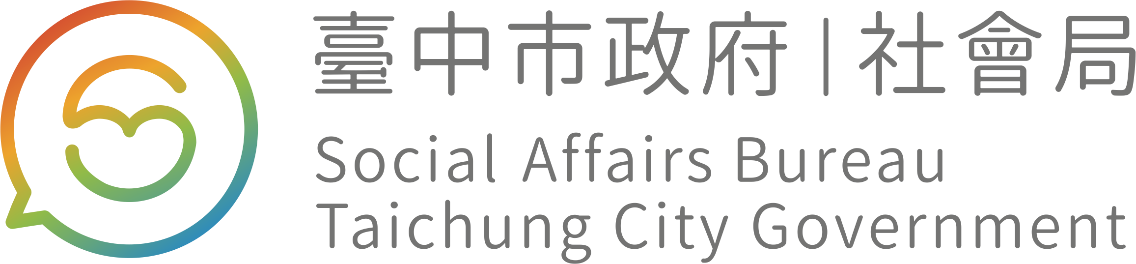 臺中市政府|社會局
Social Affairs Bureau
Taichung City Government